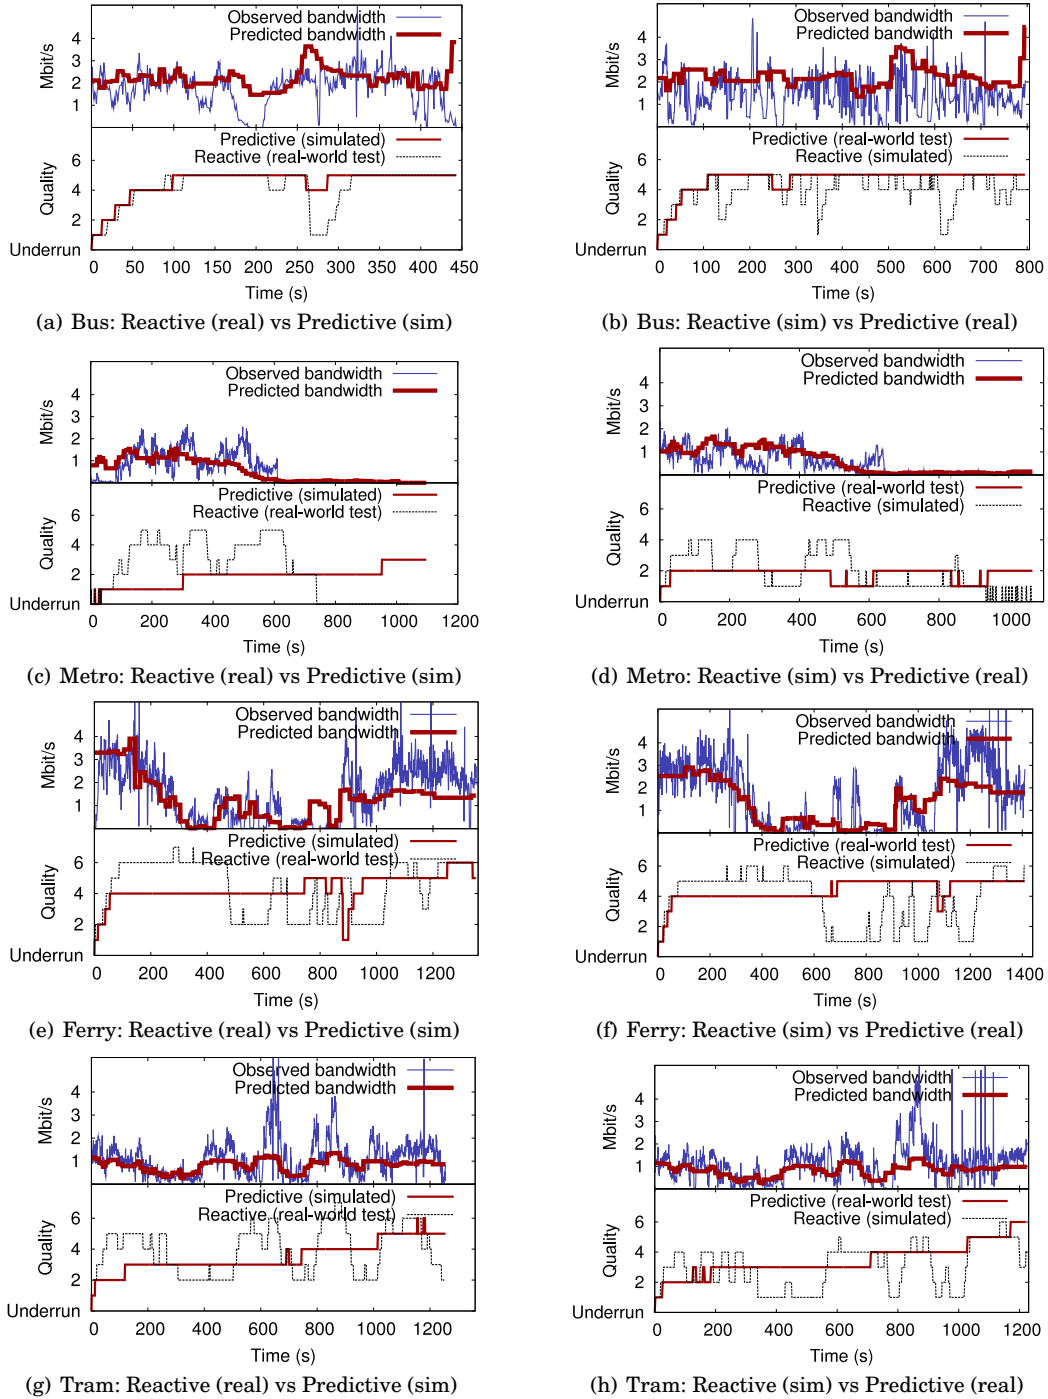 Observed bandwidth
Predicted bandwidth
Mbit/s
4
3
2
1
Predictive (simulated)
Reactive (real-world test)
Quality
6
4
2
Underrun
0 50 100 150 200 250 300 350 400 450
Time (s)
(a) Bus: Reactive (real) vs Predictive (sim)
Observed bandwidth
Predicted bandwidth
Mbit/s
4
3
2
1
Predictive (real-world test)
Reactive (simulated)
Quality
6
4
2
Underrun
0 100 200 300 400 500 600 700 800
Time (s)
(b) Bus: Reactive (sim) vs Predictive (real)
Observed bandwidth
Predicted bandwidth
Mbit/s
4
3
2
1
Predictive (simulated)
Reactive (real-world test)
Quality
6
4
2
Underrun
0 200 400 600 800 1000 1200
Time (s)
(c) Metro: Reactive (real) vs Predictive (sim)
Observed bandwidth
Predicted bandwidth
Mbit/s
4
3
2
1
Predictive (real-world test)
Reactive (simulated)
Quality
6
4
2
Underrun
0 200 400 600 800 1000
Time (s)
(d) Metro: Reactive (sim) vs Predictive (real)
Observed bandwidth
Predicted bandwidth
Mbit/s
4
3
2
1
Predictive (simulated)
Reactive (real-world test)
Quality
6
4
2
Underrun
0 200 400 600 800 1000 1200
Time (s)
(e) Ferry: Reactive (real) vs Predictive (sim)
Observed bandwidth
Predicted bandwidth
Mbit/s
4
3
2
1
Predictive (real-world test)
Reactive (simulated)
Quality
6
4
2
Underrun
0 200 400 600 800 1000 1200 1400
Time (s)
(f) Ferry: Reactive (sim) vs Predictive (real)
Observed bandwidth
Predicted bandwidth
Mbit/s
4
3
2
1
Predictive (simulated)
Reactive (real-world test)
Quality
6
4
2
Underrun
0 200 400 600 800 1000 1200
Time (s)
(g) Tram: Reactive (real) vs Predictive (sim)
Observed bandwidth
Predicted bandwidth
Mbit/s
4
3
2
1
Predictive (real-world test)
Reactive (simulated)
Quality
6
4
2
Underrun
0 200 400 600 800 1000 1200
Time (s)
(h) Tram: Reactive (sim) vs Predictive (real)